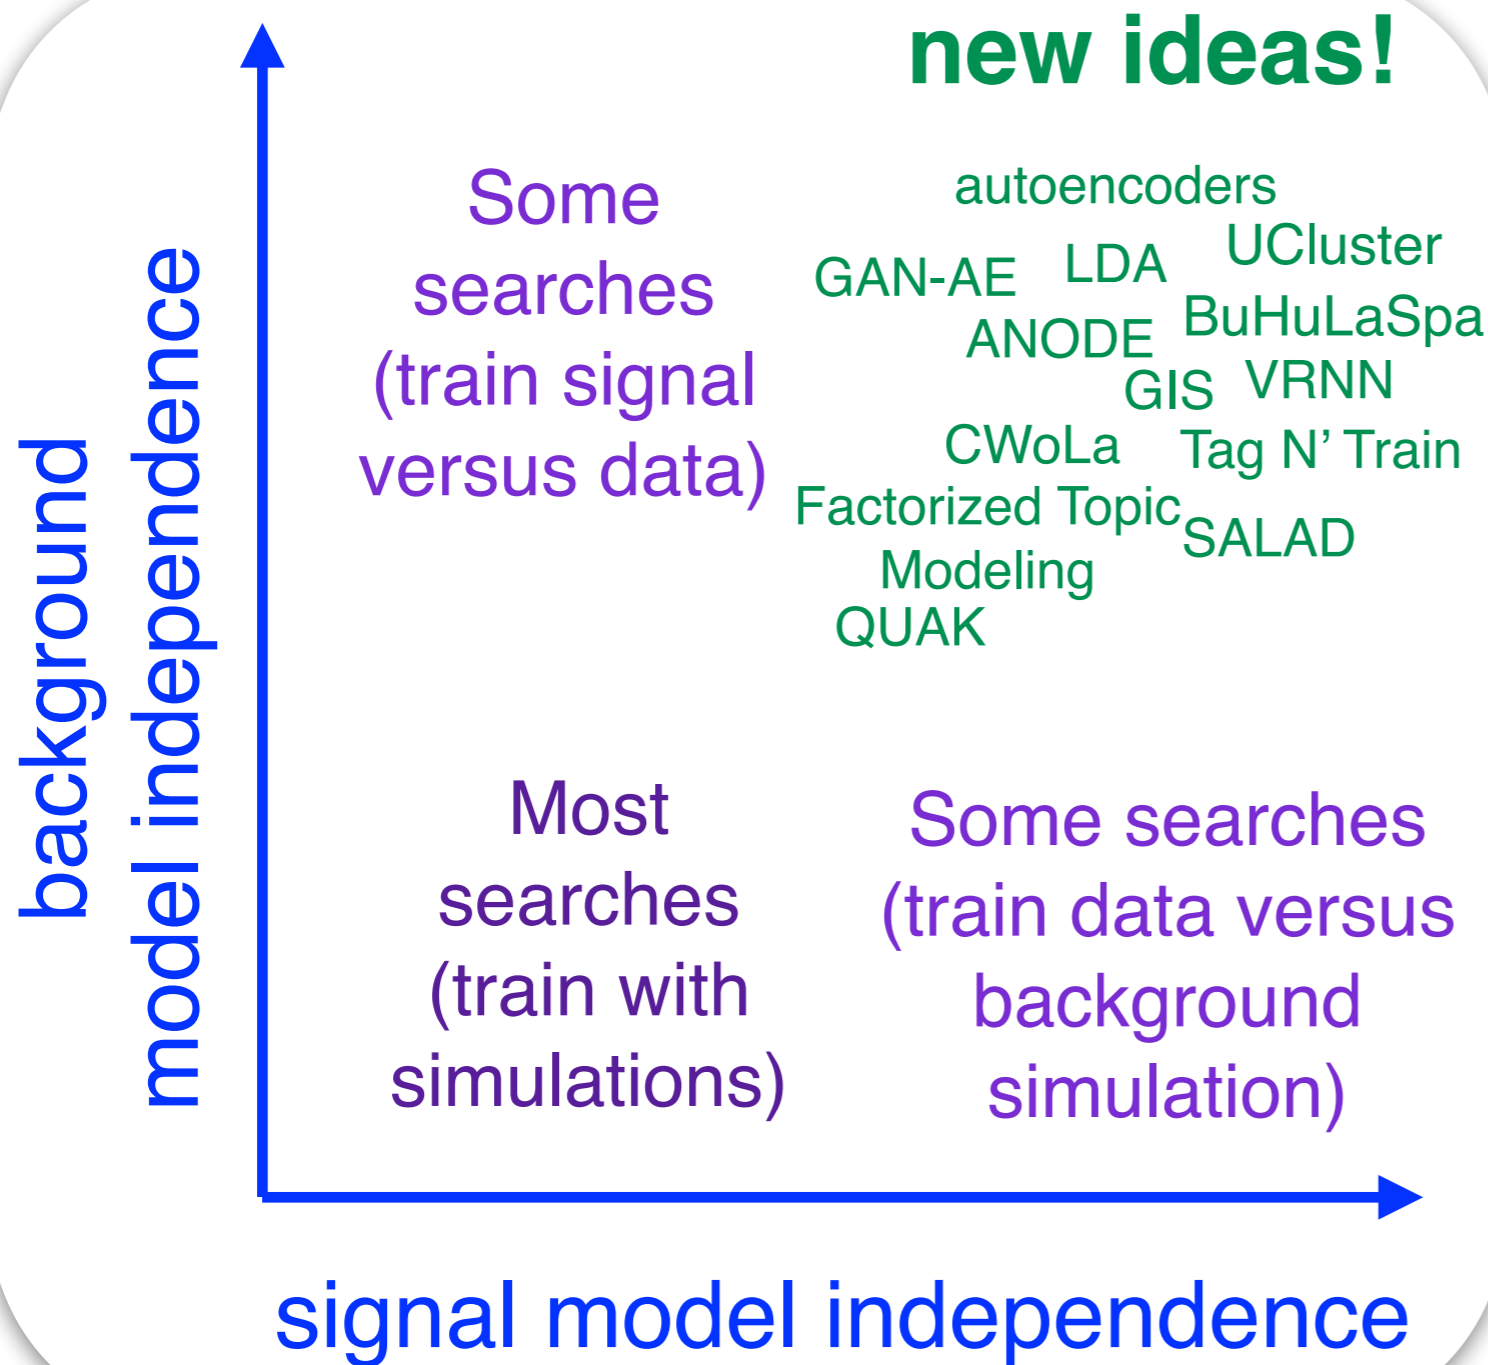 new ideas!
Some
searches
(train signal
versus data)
autoencoders
UCluster
GAN-AE LDA
BuHuLaSpa
ANODE
GIS VRNN
CWoLa Tag N’ Train
Factorized Topic
Modeling
SALAD
QUAK
background
model independence
Most
searches
(train with
simulations)
Some searches
(train data versus
background
simulation)
signal model independence